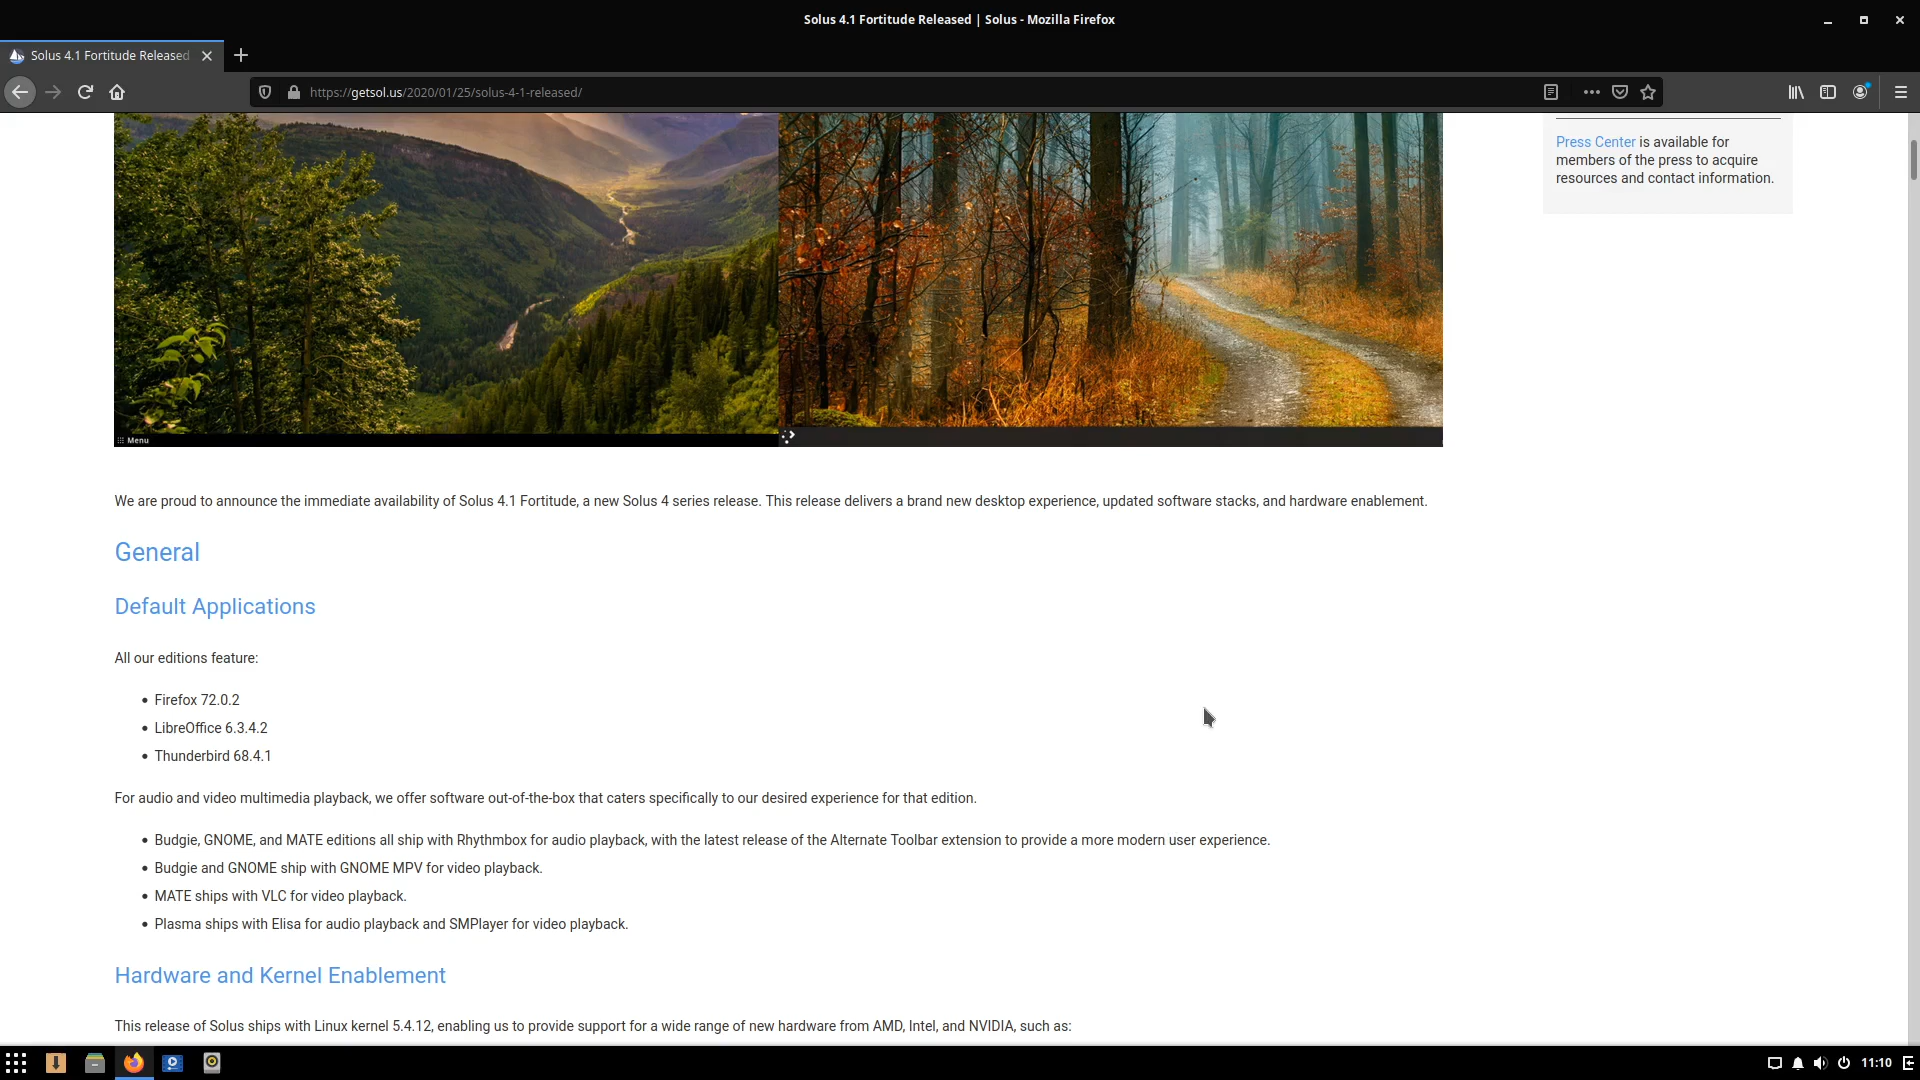 Solus 4.1 Fortitude Released | Solus - Mozilla Firefox
Solus 4.1 Fortitude Released
https://getsol.us/2020/01/25/solus-4-1-released/
Press Center is available for
members of the press to acquire
resources and contact information.
Menu
We are proud to announce the immediate availability of Solus 4.1 Fortitude, a new Solus 4 series release. This release delivers a brand new desktop experience, updated software stacks, and hardware enablement.
General
Default Applications
All our editions feature:
• Firefox 72.0.2
• LibreOffice 6.3.4.2
• Thunderbird 68.4.1
For audio and video multimedia playback, we offer software out-of-the-box that caters specifically to our desired experience for that edition.
• Budgie, GNOME, and MATE editions all ship with Rhythmbox for audio playback, with the latest release of the Alternate Toolbar extension to provide a more modern user experience.
• Budgie and GNOME ship with GNOME MPV for video playback.
• MATE ships with VLC for video playback.
• Plasma ships with Elisa for audio playback and SMPlayer for video playback.
Hardware and Kernel Enablement
This release of Solus ships with Linux kernel 5.4.12, enabling us to provide support for a wide range of new hardware from AMD, Intel, and NVIDIA, such as:
11:10